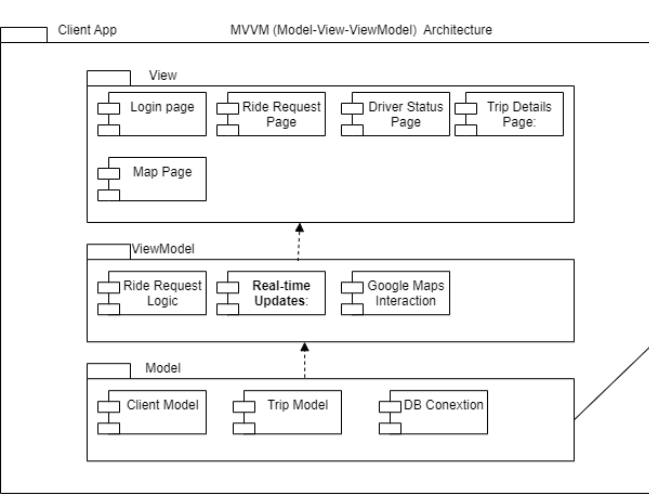 Client App
MVVM (Model-View-ViewModel) Architecture
View
Login page
Ride Request
Page
Driver Status
Page
Trip Details
Page:
Map Page
ViewModel
Ride Request
Logic
Real-time
Updates:
Google Maps
Interaction
Model
Client Model
Trip Model
DB Conextion